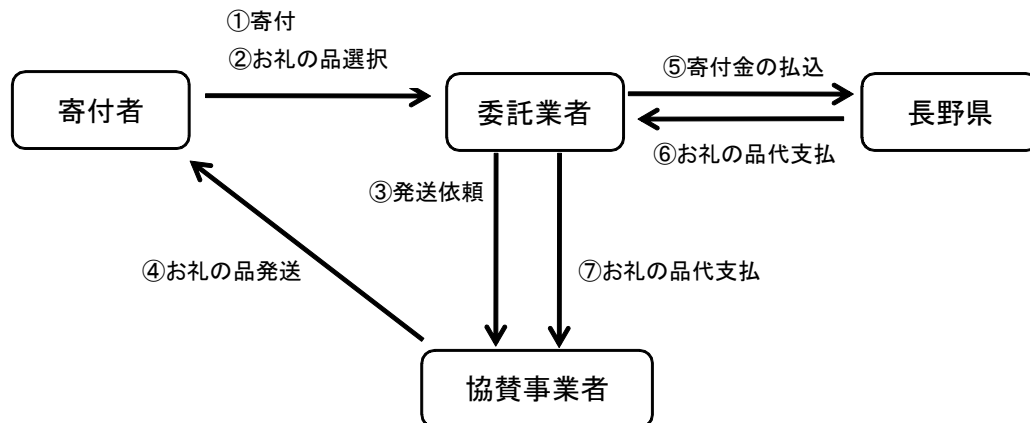 ①寄付
②お礼の品選択
寄付者
委託業者
⑤寄付金の払込
長野県
⑥お礼の品代支払
③発送依頼
④お礼の品発送
⑦お礼の品代支払
協賛事業者